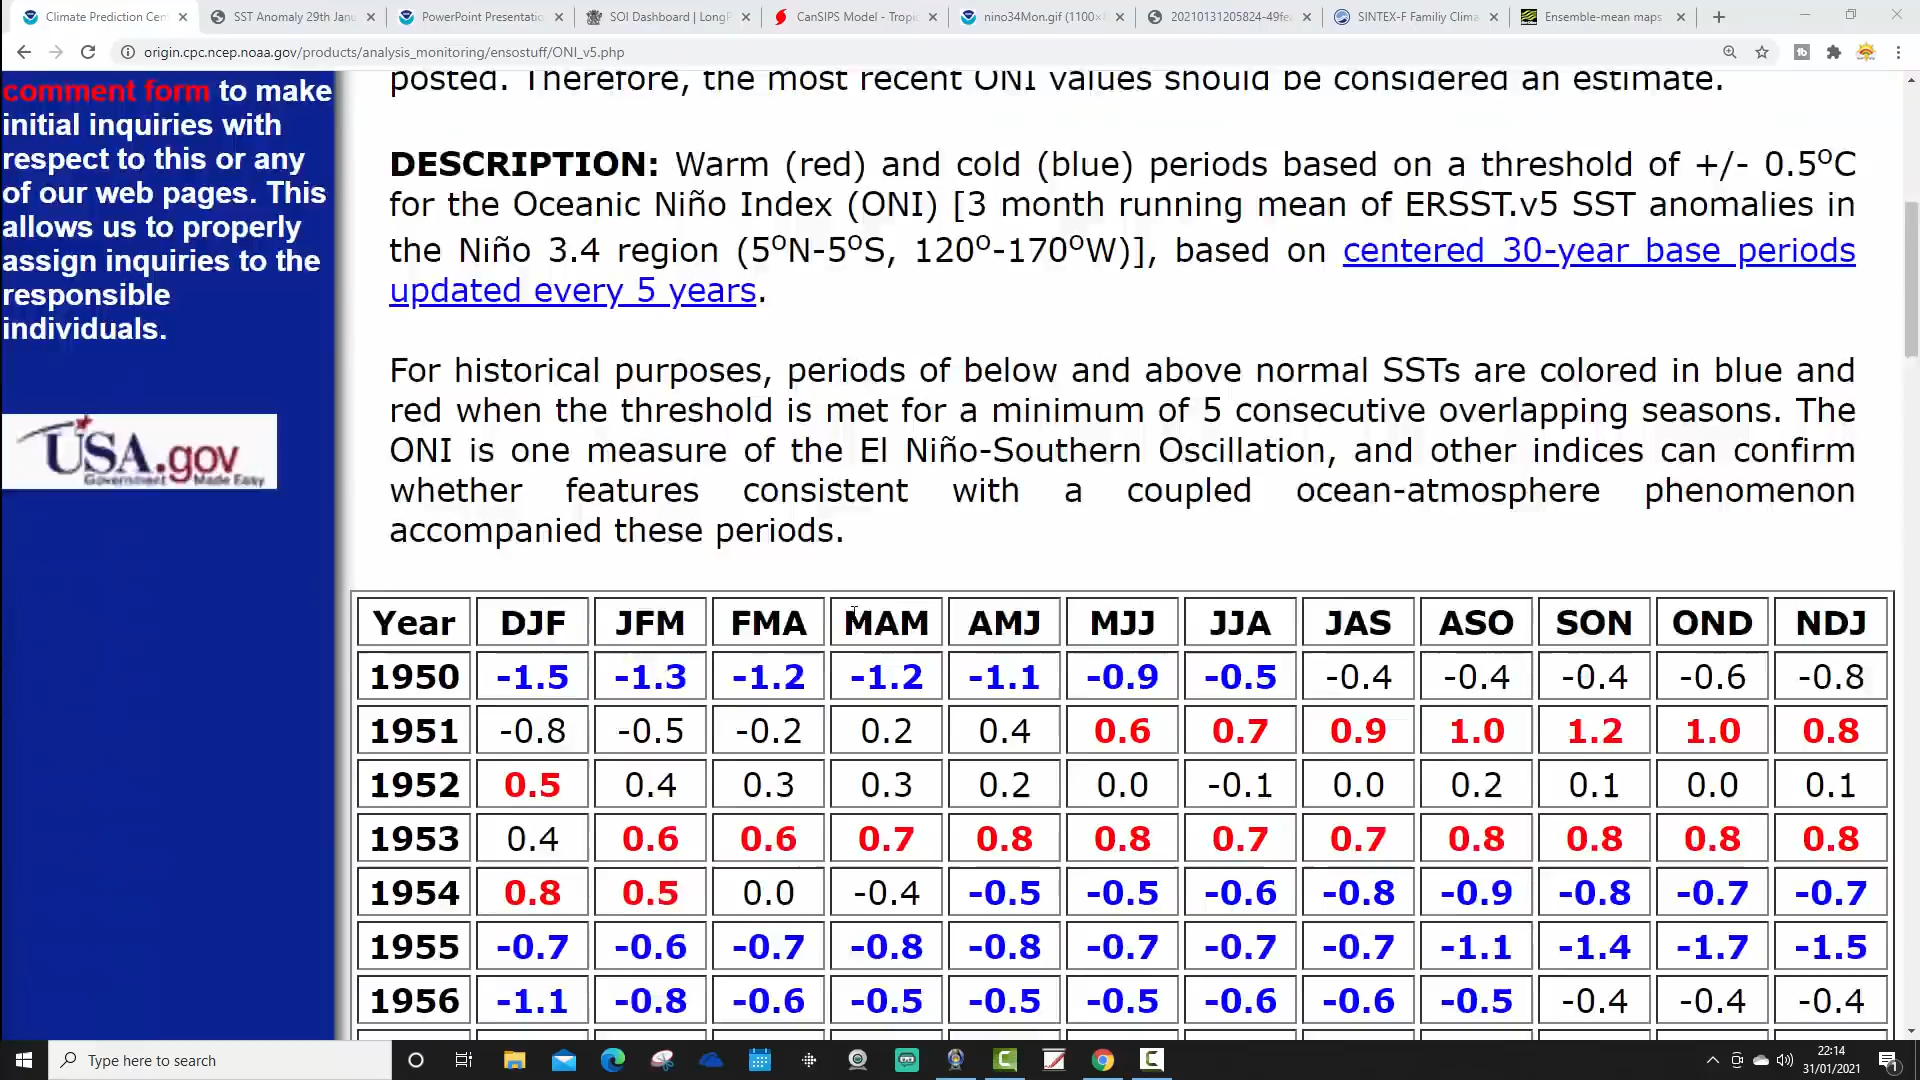 Climate Prediction Cen
SST Anomaly 29th Janu
PowerPoint Presentatio
SOI Dashboard | LongP
CanSIPS Model - Tropi
nino34Mon.gif (1100×
20210131205824-49fe
SINTEX-F Familiy Clima
Ensemble-mean maps
origin.cpc.ncep.noaa.gov/products/analysis_monitoring/ensostuff/ONI_v5.php
comment form to make
initial inquiries with
respect to this or any
of our web pages. This
allows us to properly
assign inquiries to the
responsible
individuals.
USA.gov
Government Made Easy
posted. Therefore, the most recent ONI values should be considered an estimate.
DESCRIPTION: Warm (red) and cold (blue) periods based on a threshold of +/- 0.5ºC
for the Oceanic Niño Index (ONI) [3 month running mean of ERSST.v5 SST anomalies in
the Niño 3.4 region (5ºN-5ºS, 120º-170ºW)], based on centered 30-year base periods
updated every 5 years.
For historical purposes, periods of below and above normal SSTs are colored in blue and
red when the threshold is met for a minimum of 5 consecutive overlapping seasons. The
ONI is one measure of the El Niño-Southern Oscillation, and other indices can confirm
whether features consistent with a coupled ocean-atmosphere phenomenon
accompanied these periods.
Year DJF JFM FMA MAM AMJ MJJ JJA JAS ASO SON OND NDJ
1950 -1.5 -1.3 -1.2 -1.2 -1.1 -0.9 -0.5 -0.4 -0.4 -0.4 -0.6 -0.8
1951 -0.8 -0.5 -0.2 0.2 0.4 0.6 0.7 0.9 1.0 1.2 1.0 0.8
1952 0.5 0.4 0.3 0.3 0.2 0.0 -0.1 0.0 0.2 0.1 0.0 0.1
1953 0.4 0.6 0.6 0.7 0.8 0.8 0.7 0.7 0.8 0.8 0.8 0.8
1954 0.8 0.5 0.0 -0.4 -0.5 -0.5 -0.6 -0.8 -0.9 -0.8 -0.7 -0.7
1955 -0.7 -0.6 -0.7 -0.8 -0.8 -0.7 -0.7 -0.7 -1.1 -1.4 -1.7 -1.5
1956 -1.1 -0.8 -0.6 -0.5 -0.5 -0.5 -0.6 -0.6 -0.5 -0.4 -0.4 -0.4
Type here to search
22:14
31/01/2021